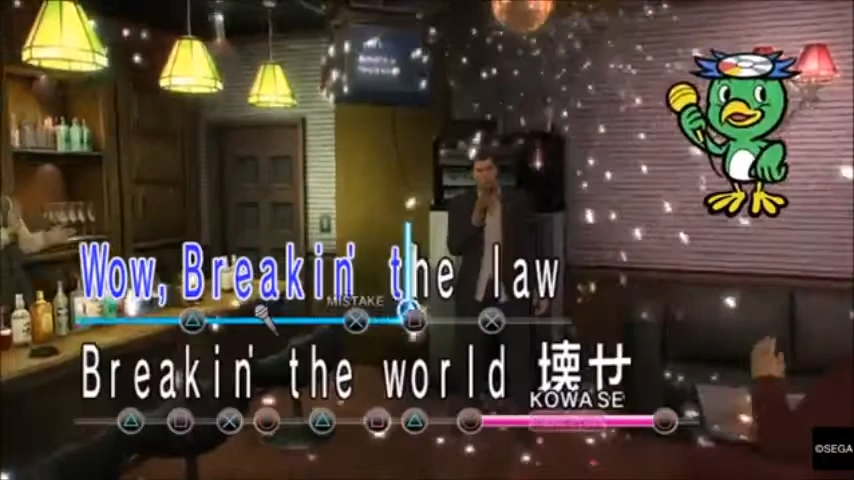 Wow, Breakin' the law
MISTAKE
Breakin' the world 壊せ
KOWASE
©SEGA